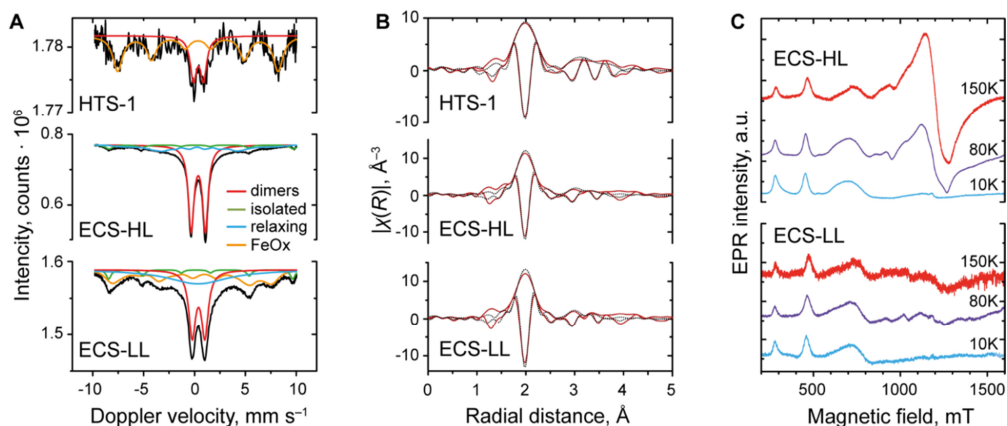 A
Intencity, counts · 10⁶
1.78
1.77
HTS-1
0.8
0.6
ECS-HL
dimers
isolated
relaxing
FeOx
1.6
1.5
ECS-LL
-10 -5 0 5 10
Doppler velocity, mm s⁻¹
B
|χ(R)|, Å⁻³
10
0
-10
HTS-1
10
0
-10
ECS-HL
10
0
-10
ECS-LL
0 1 2 3 4 5
Radial distance, Å
C
EPR intensity, a.u.
ECS-HL
150K
80K
10K
ECS-LL
150K
80K
10K
500 1000 1500
Magnetic field, mT